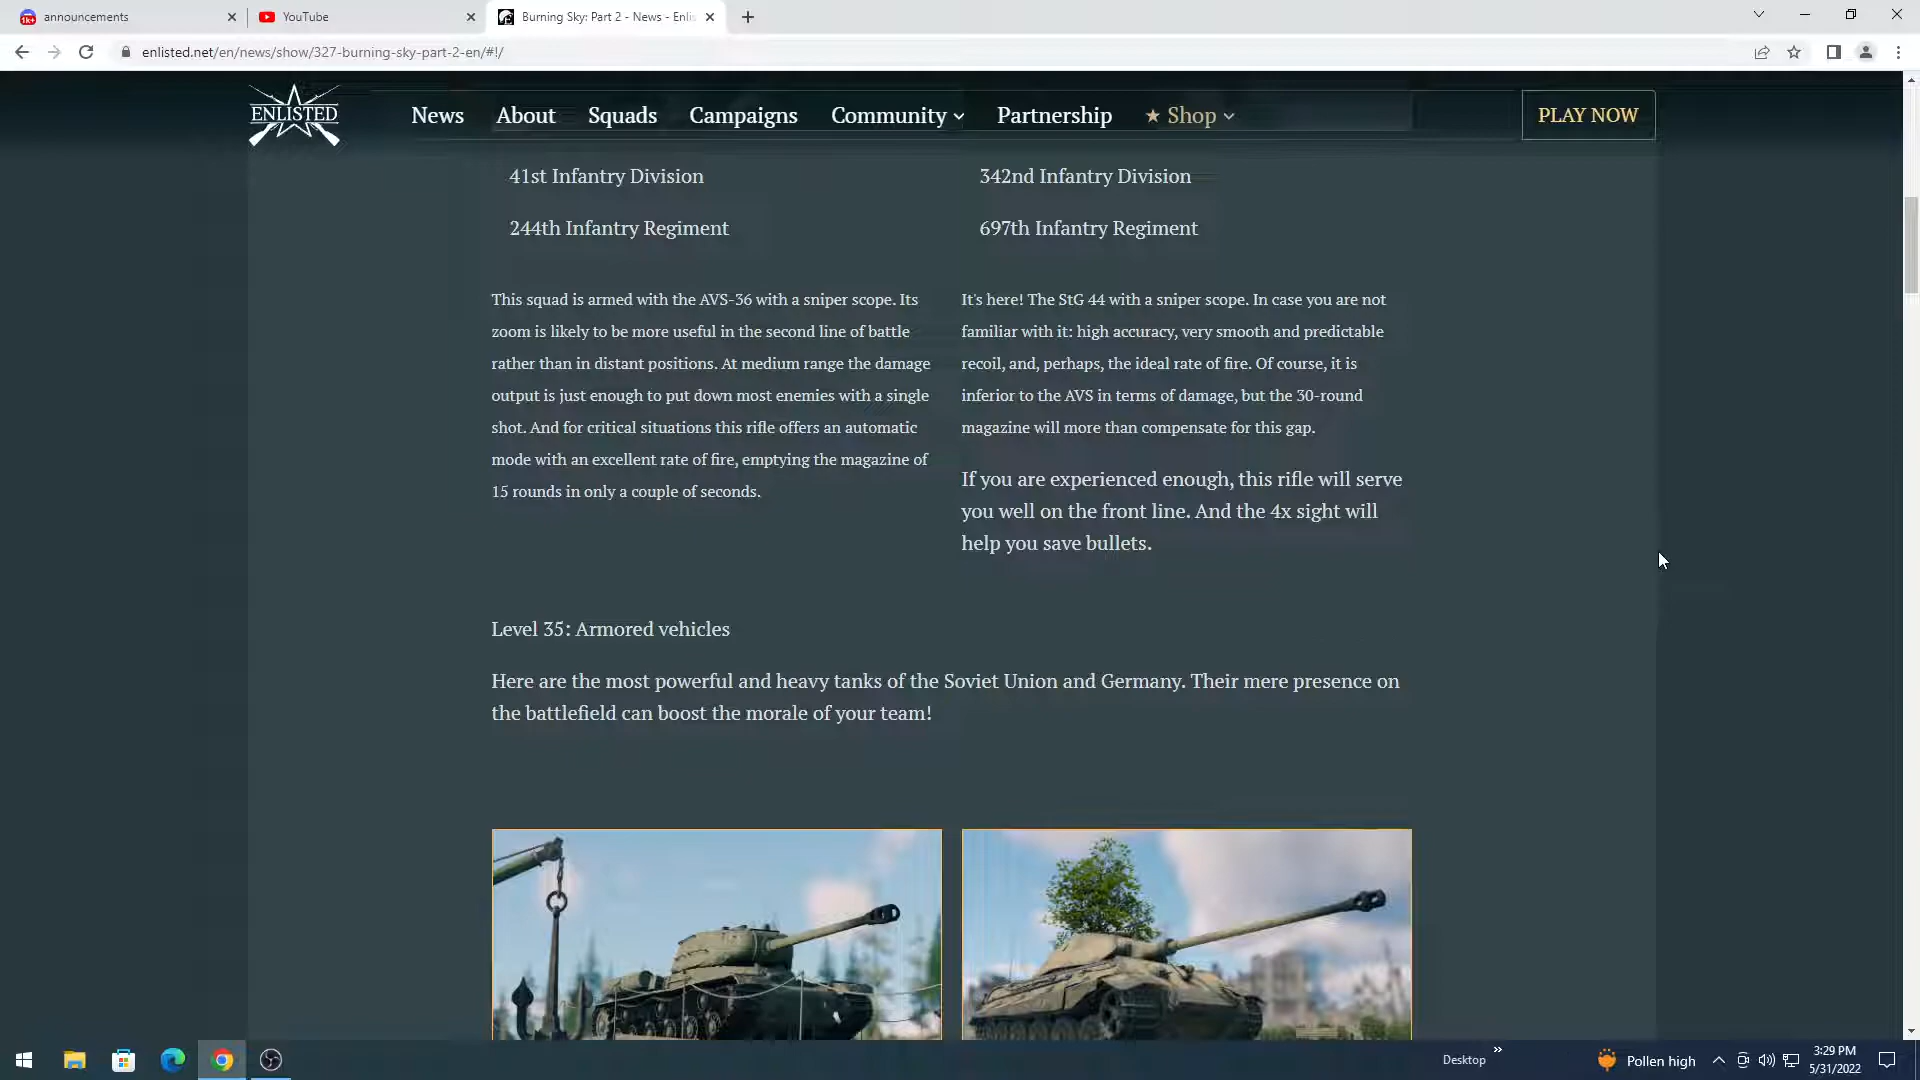 announcements
YouTube
Burning Sky: Part 2 - News - Enlis
enlisted.net/en/news/show/327-burning-sky-part-2-en/#!/
ENLISTED
News About Squads Campaigns Community Partnership Shop
PLAY NOW
41st Infantry Division
244th Infantry Regiment
342nd Infantry Division
697th Infantry Regiment
This squad is armed with the AVS-36 with a sniper scope. Its
zoom is likely to be more useful in the second line of battle
rather than in distant positions. At medium range the damage
output is just enough to put down most enemies with a single
shot. And for critical situations this rifle offers an automatic
mode with an excellent rate of fire, emptying the magazine of
15 rounds in only a couple of seconds.
It's here! The StG 44 with a sniper scope. In case you are not
familiar with it: high accuracy, very smooth and predictable
recoil, and, perhaps, the ideal rate of fire. Of course, it is
inferior to the AVS in terms of damage, but the 30-round
magazine will more than compensate for this gap.
If you are experienced enough, this rifle will serve
you well on the front line. And the 4x sight will
help you save bullets.
Level 35: Armored vehicles
Here are the most powerful and heavy tanks of the Soviet Union and Germany. Their mere presence on
the battlefield can boost the morale of your team!
Desktop
Pollen high
3:29 PM
5/31/2022